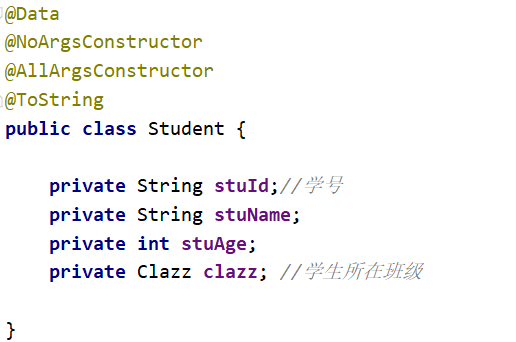 @Data
@NoArgsConstructor
@AllArgsConstructor
@ToString
public class Student {
private String stuId;//学号
private String stuName;
private int stuAge;
private Clazz clazz; //学生所在班级
}